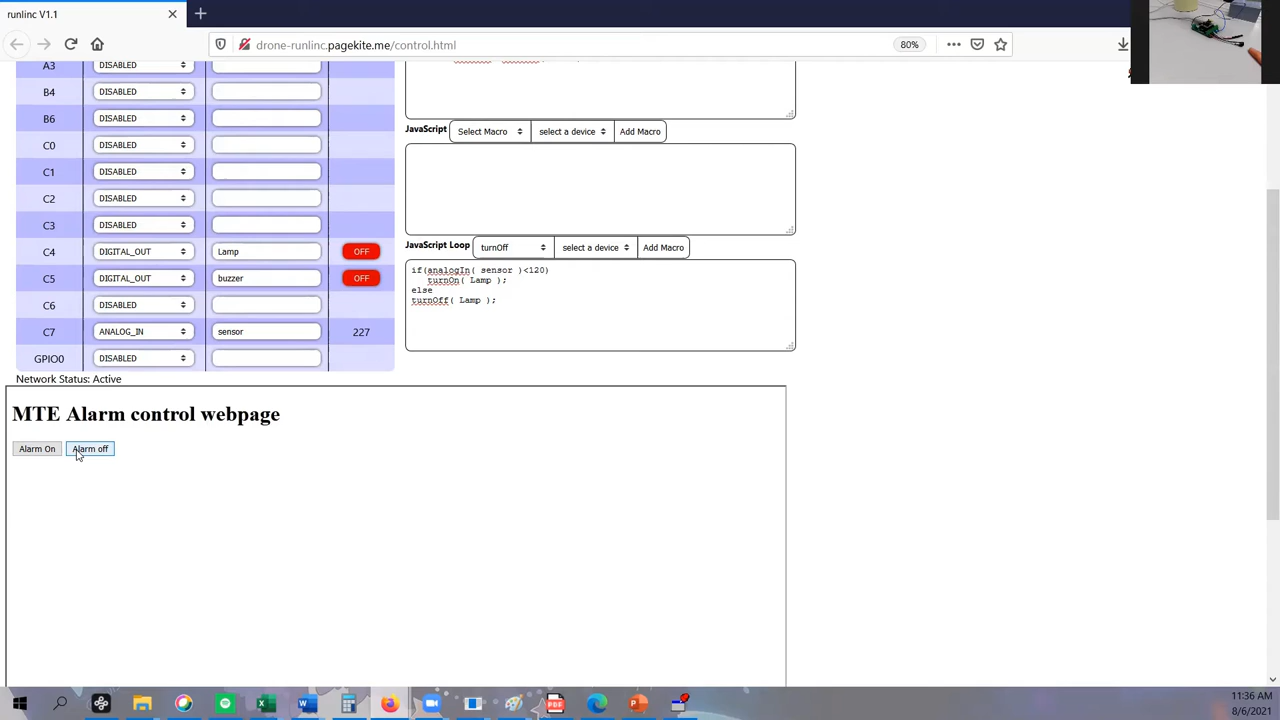 runlinc V1.1
drone-runlinc.pagekite.me/control.html
80%
A3 DISABLED
B4 DISABLED
B6 DISABLED
C0 DISABLED
C1 DISABLED
C2 DISABLED
C3 DISABLED
C4 DIGITAL_OUT Lamp OFF
C5 DIGITAL_OUT buzzer OFF
C6 DISABLED
C7 ANALOG_IN sensor 227
GPIO0 DISABLED
JavaScript Select Macro select a device Add Macro
JavaScript Loop turnOff select a device Add Macro
if(analogIn( sensor )<120)
turnOn( Lamp );
else
turnOff( Lamp );
Network Status: Active
MTE Alarm control webpage
Alarm On Alarm off
11:36 AM
8/6/2021